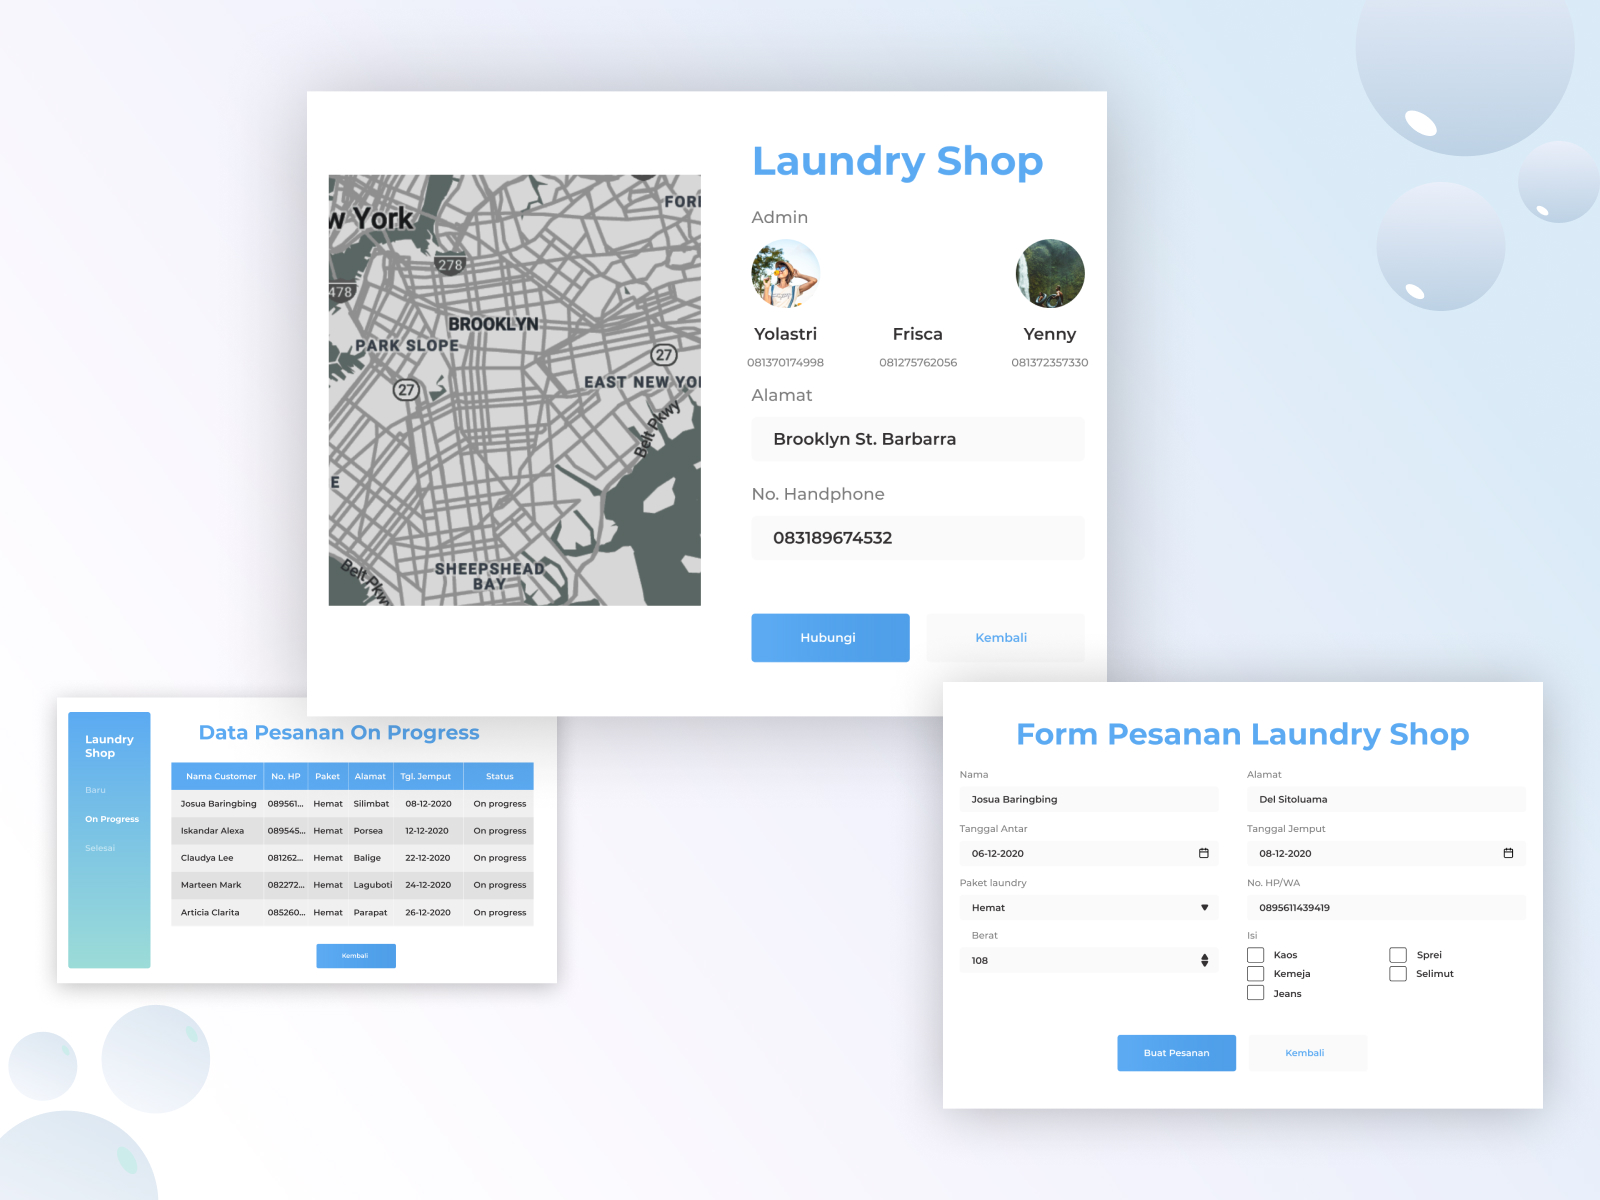 Laundry Shop
Admin
Yolastri
Frisca
Yenny
081370174998
081275762056
081372357330
Alamat
Brooklyn St. Barbarra
No. Handphone
083189674532
Hubungi
Kembali
w York
FOR
278
478
BROOKLYN
PARK SLOPE
27
27
EAST NEW YO
Belt Pkwy
E
SHEEPSHEAD
BAY
Belt Pkw
Laundry
Shop
Baru
On Progress
Selesai
Data Pesanan On Progress
Nama Customer No. HP Paket Alamat Tgl. Jemput Status
Josua Baringbing 089561... Hemat Silimbat 08-12-2020 On progress
Iskandar Alexa 089545... Hemat Porsea 12-12-2020 On progress
Claudya Lee 081262... Hemat Balige 22-12-2020 On progress
Marteen Mark 082272... Hemat Laguboti 24-12-2020 On progress
Articia Clarita 085260... Hemat Parapat 26-12-2020 On progress
Kembali
Form Pesanan Laundry Shop
Nama
Josua Baringbing
Alamat
Del Sitoluama
Tanggal Antar
06-12-2020
Tanggal Jemput
08-12-2020
Paket laundry
Hemat
No. HP/WA
0895611439419
Berat
108
Isi
Kaos
Sprei
Kemeja
Selimut
Jeans
Buat Pesanan
Kembali